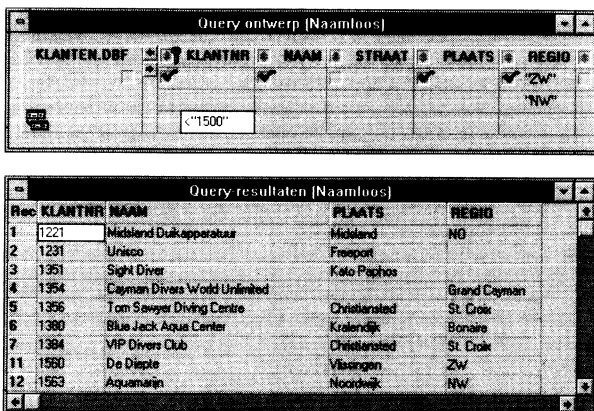 Query ontwerp [Naamloos]
KLANTEN.DBF KLANTNR NAAM STRAAT PLAATS REGIO
"ZW"
"NW"
<"1500"
Query resultaten [Naamloos]
Rec KLANTNR NAAM PLAATS REGIO
1 1221 Midsland Duikapparatuur Midsland NO
2 1231 Unisco Freeport
3 1351 Sight Diver Kato Paphos
4 1354 Cayman Divers World Unlimited Grand Cayman
5 1356 Tom Sawyer Diving Centre Christiansted St. Croix
6 1380 Blue Jack Aqua Center Kralendijk Bonaire
7 1384 VIP Divers Club Christiansted St. Croix
11 1560 De Diepte Vlissingen ZW
12 1563 Aquamarijn Noordwijk NW